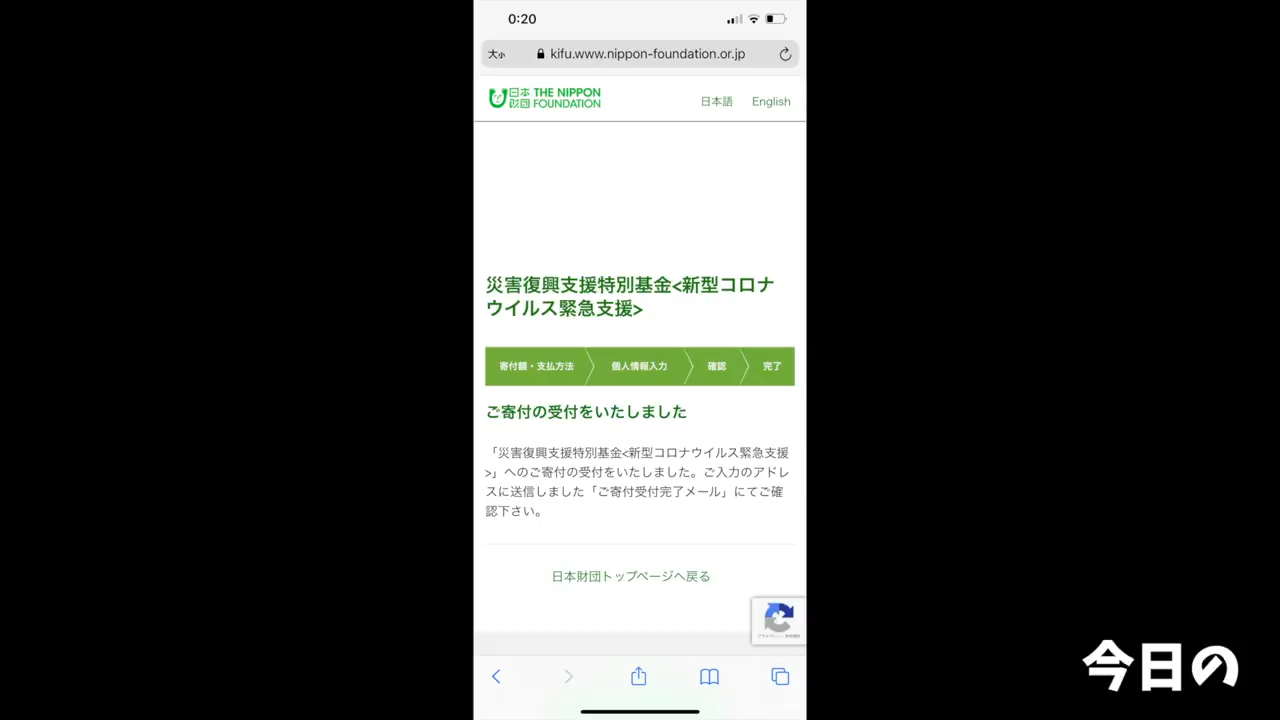 0:20
大小 kifu.www.nippon-foundation.or.jp
日本 THE NIPPON
財団 FOUNDATION
日本語 English
災害復興支援特別基金<新型コロナ
ウイルス緊急支援>
寄付額・支払方法 個人情報入力 確認 完了
ご寄付の受付をいたしました
「災害復興支援特別基金<新型コロナウイルス緊急支援
>」へのご寄付の受付をいたしました。ご入力のアドレ
スに送信しました「ご寄付受付完了メール」にてご確
認下さい。
日本財団トップページへ戻る
今日の